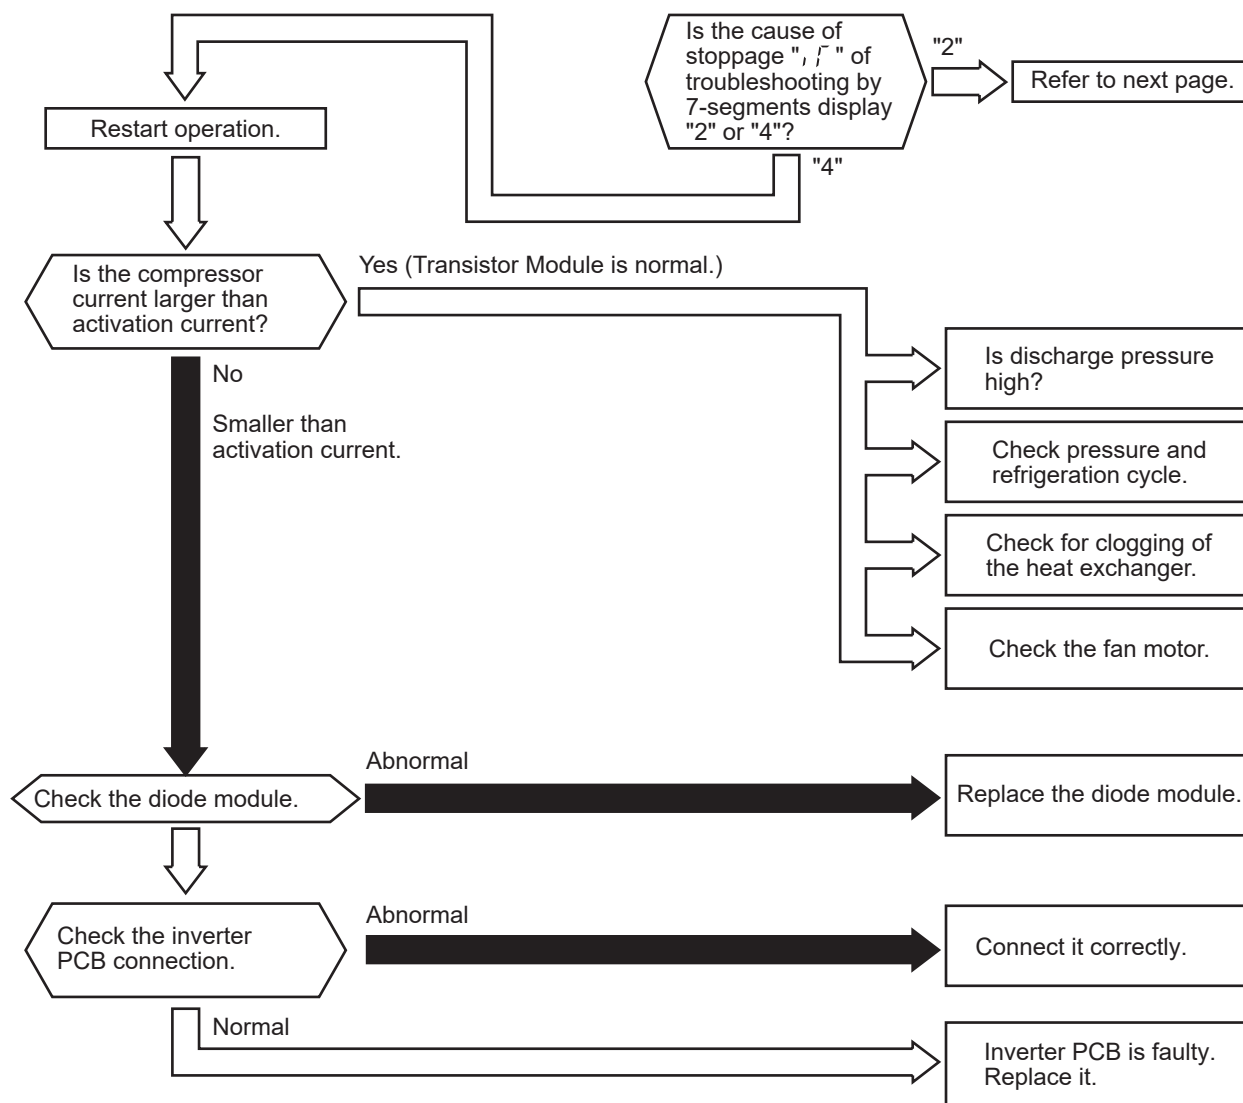 Is the cause of
stoppage " " of
troubleshooting by
7-segments display
"2" or "4"?
"2"
Refer to next page.
"4"
Restart operation.
Is the compressor
current larger than
activation current?
Yes (Transistor Module is normal.)
No
Smaller than
activation current.
Is discharge pressure
high?
Check pressure and
refrigeration cycle.
Check for clogging of
the heat exchanger.
Check the fan motor.
Check the diode module.
Abnormal
Replace the diode module.
Check the inverter
PCB connection.
Abnormal
Connect it correctly.
Normal
Inverter PCB is faulty.
Replace it.